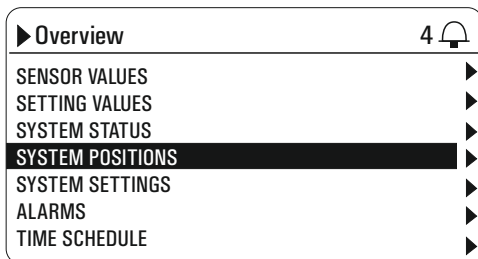 Overview 4
SENSOR VALUES
SETTING VALUES
SYSTEM STATUS
SYSTEM POSITIONS
SYSTEM SETTINGS
ALARMS
TIME SCHEDULE